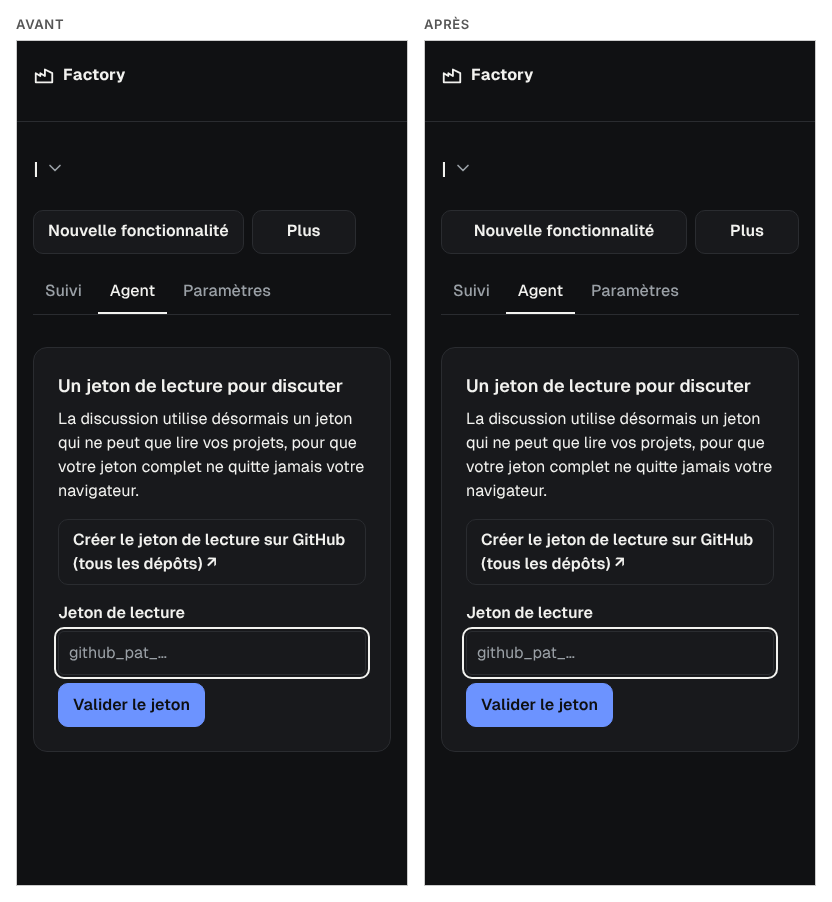 AVANT
Factory
Nouvelle fonctionnalité
Plus
Suivi
Agent
Paramètres
Un jeton de lecture pour discuter
La discussion utilise désormais un jeton
qui ne peut que lire vos projets, pour que
votre jeton complet ne quitte jamais votre
navigateur.
Créer le jeton de lecture sur GitHub
(tous les dépôts) ↗
Jeton de lecture
github_pat_…
Valider le jeton
APRÈS
Factory
Nouvelle fonctionnalité
Plus
Suivi
Agent
Paramètres
Un jeton de lecture pour discuter
La discussion utilise désormais un jeton
qui ne peut que lire vos projets, pour que
votre jeton complet ne quitte jamais votre
navigateur.
Créer le jeton de lecture sur GitHub
(tous les dépôts) ↗
Jeton de lecture
github_pat_…
Valider le jeton